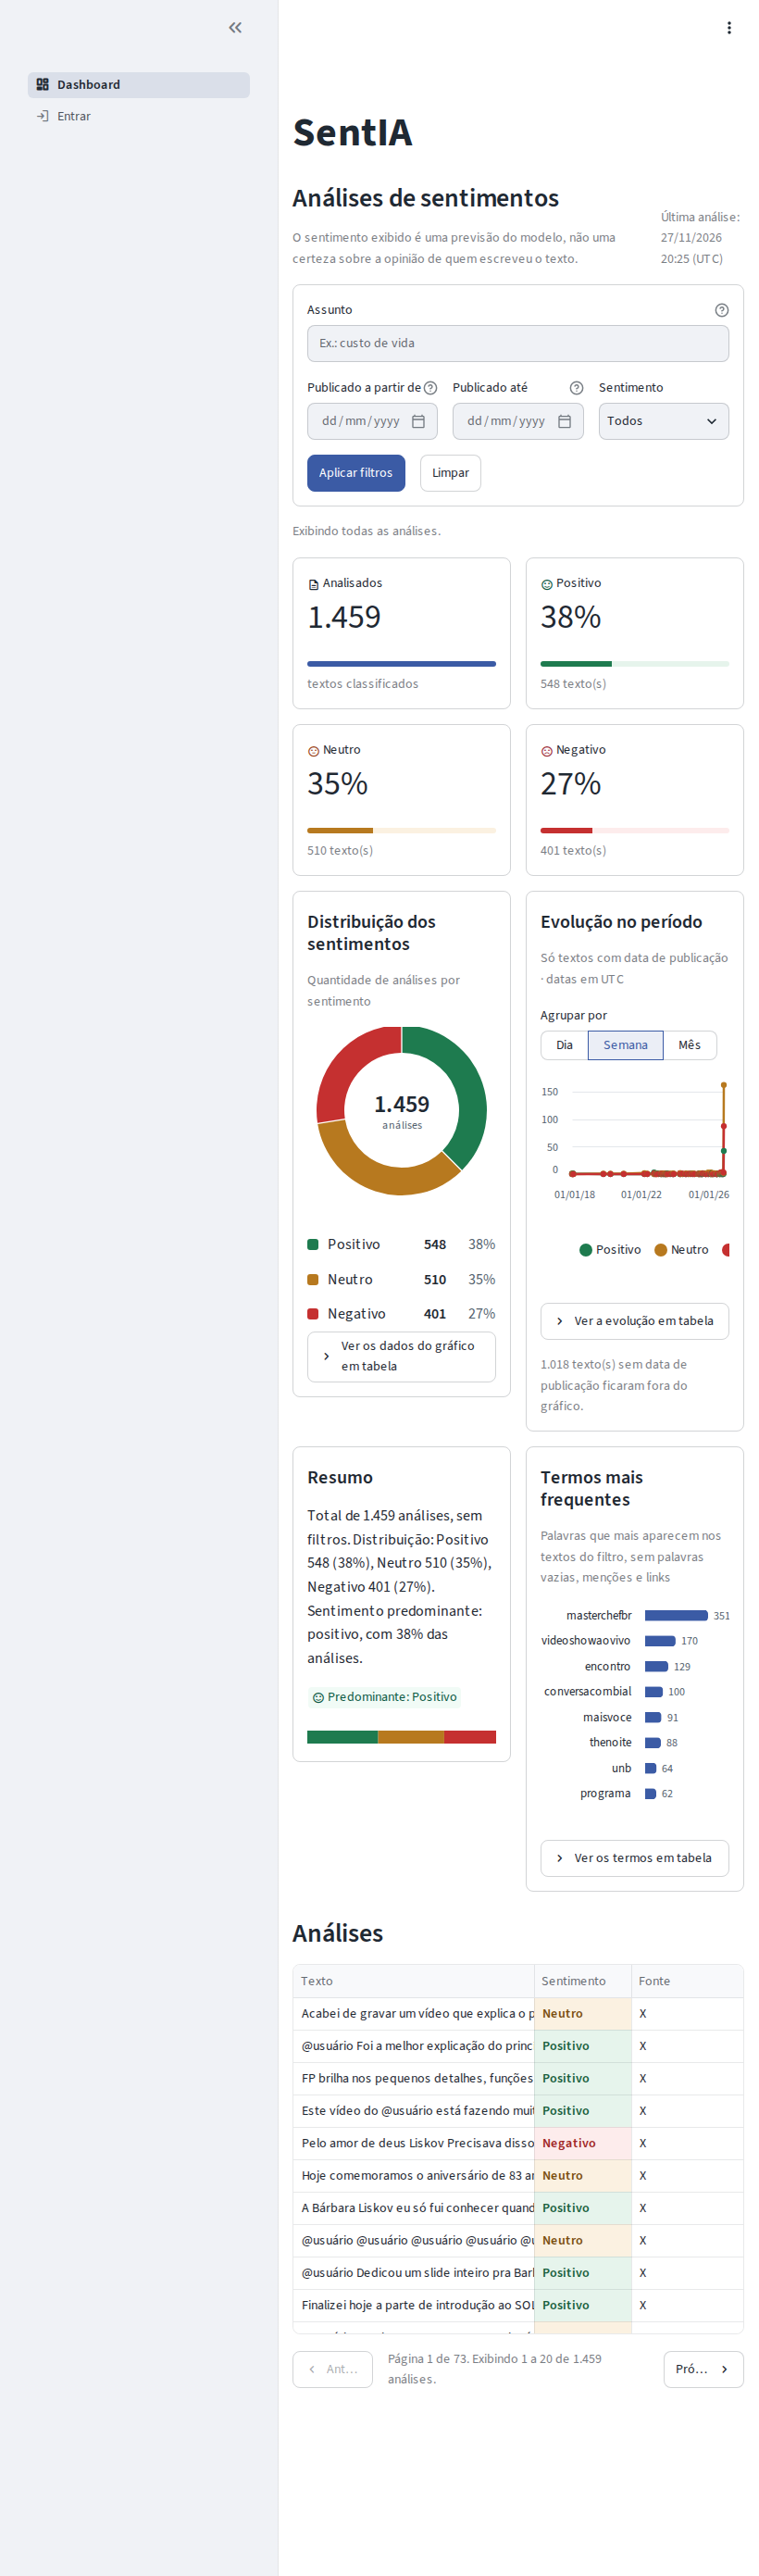 Dashboard
Entrar
SentIA
Análises de sentimentos
O sentimento exibido é uma previsão do modelo, não uma
certeza sobre a opinião de quem escreveu o texto.
Última análise:
27/11/2026
20:25 (UTC)
Assunto
Ex.: custo de vida
Publicado a partir de
Publicado até
Sentimento
dd/mm/yyyy
dd/mm/yyyy
Todos
Aplicar filtros
Limpar
Exibindo todas as análises.
Analisados
1.459
textos classificados
Positivo
38%
548 texto(s)
Neutro
35%
510 texto(s)
Negativo
27%
401 texto(s)
Distribuição dos
sentimentos
Quantidade de análises por
sentimento
1.459
análises
Positivo 548 38%
Neutro 510 35%
Negativo 401 27%
Ver os dados do gráfico
em tabela
Evolução no período
Só textos com data de publicação
· datas em UTC
Agrupar por
Dia Semana Mês
150
100
50
0
01/01/18 01/01/22 01/01/26
Positivo Neutro
Ver a evolução em tabela
1.018 texto(s) sem data de
publicação ficaram fora do
gráfico.
Resumo
Total de 1.459 análises, sem
filtros. Distribuição: Positivo
548 (38%), Neutro 510 (35%),
Negativo 401 (27%).
Sentimento predominante:
positivo, com 38% das
análises.
Predominante: Positivo
Termos mais
frequentes
Palavras que mais aparecem nos
textos do filtro, sem palavras
vazias, menções e links
masterchefbr 351
videoshowaovivo 170
encontro 129
conversacombial 100
maisvoce 91
thenoite 88
unb 64
programa 62
Ver os termos em tabela
Análises
Texto Sentimento Fonte
Acabei de gravar um vídeo que explica o p Neutro X
@usuário Foi a melhor explicação do princ Positivo X
FP brilha nos pequenos detalhes, funções Positivo X
Este vídeo do @usuário está fazendo muit Positivo X
Pelo amor de deus Liskov Precisava disso Negativo X
Hoje comemoramos o aniversário de 83 an Neutro X
A Bárbara Liskov eu só fui conhecer quand Positivo X
@usuário @usuário @usuário @usuário @u Neutro X
@usuário Dedicou um slide inteiro pra Barl Positivo X
Finalizei hoje a parte de introdução ao SOL Positivo X
Ant…
Página 1 de 73. Exibindo 1 a 20 de 1.459
análises.
Pró…